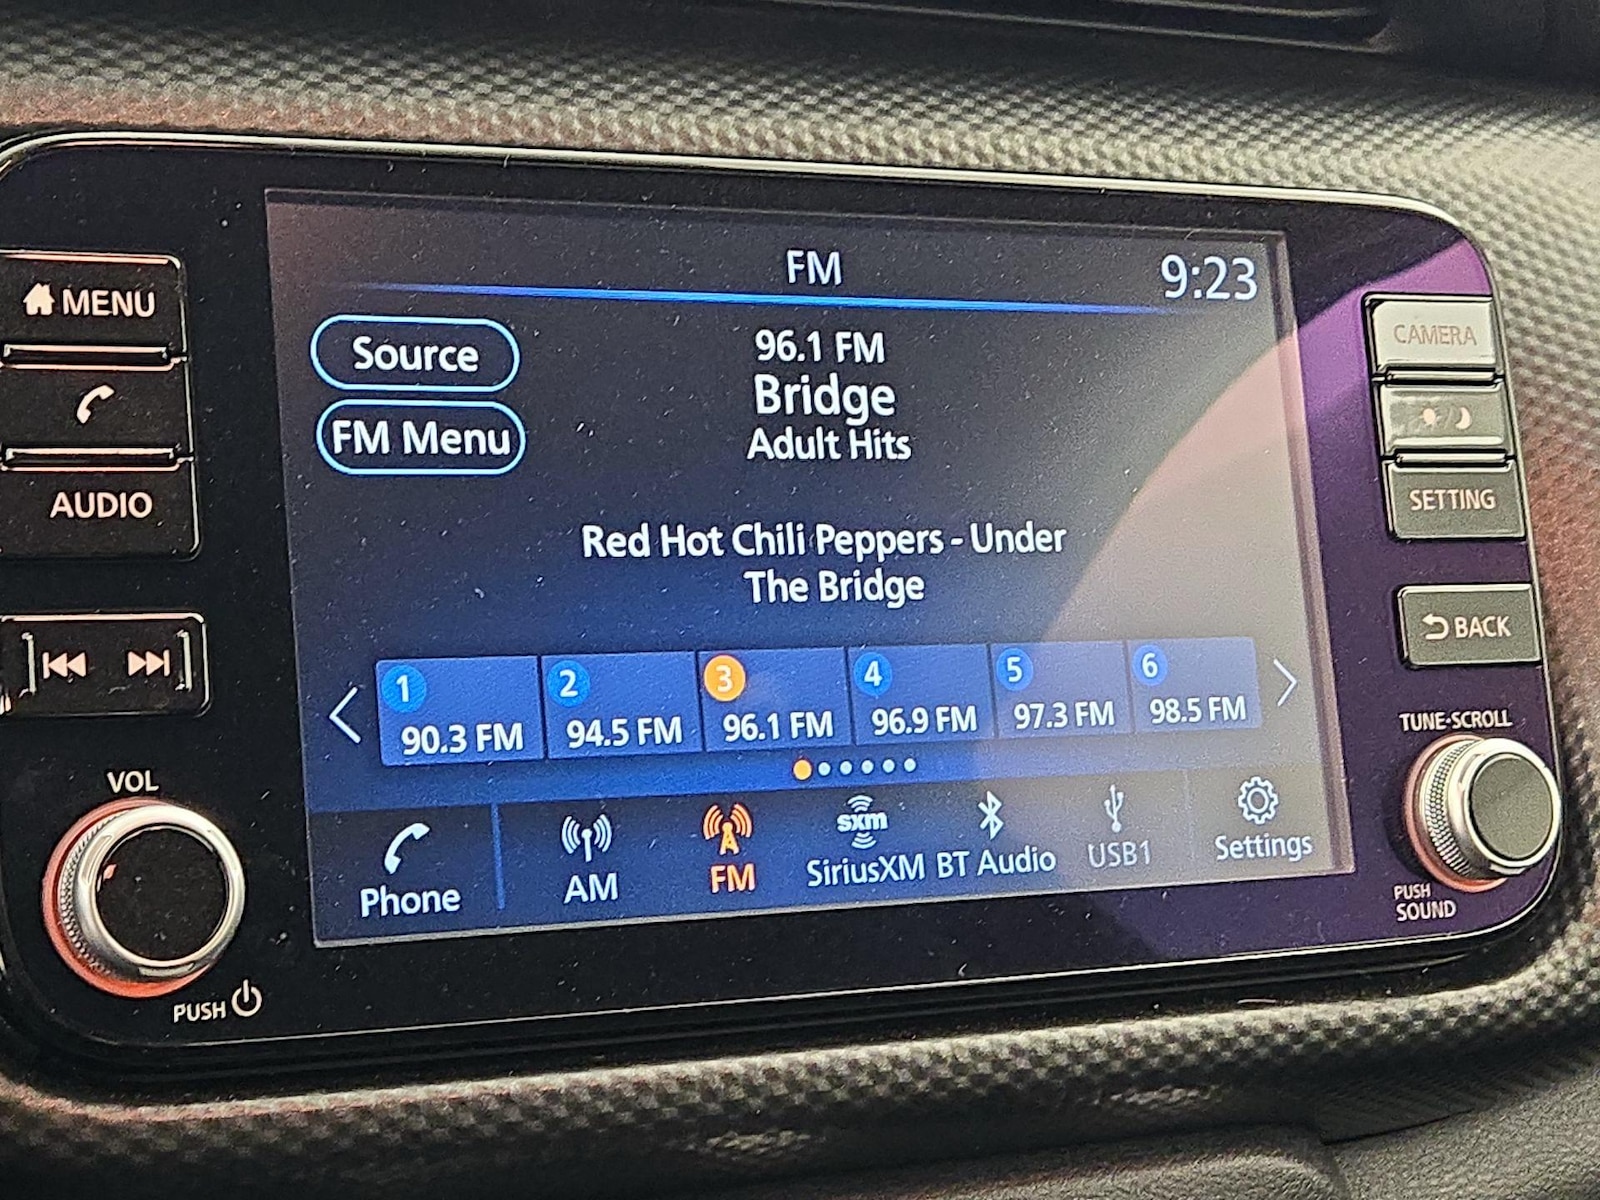 FM
9:23
MENU
AUDIO
VOL
PUSH
Source
FM Menu
96.1 FM
Bridge
Adult Hits
Red Hot Chili Peppers - Under
The Bridge
1
90.3 FM
2
94.5 FM
3
96.1 FM
4
96.9 FM
5
97.3 FM
6
98.5 FM
Phone
AM
FM
sxm
SiriusXM
BT Audio
USB1
Settings
CAMERA
SETTING
BACK
TUNE·SCROLL
PUSH
SOUND